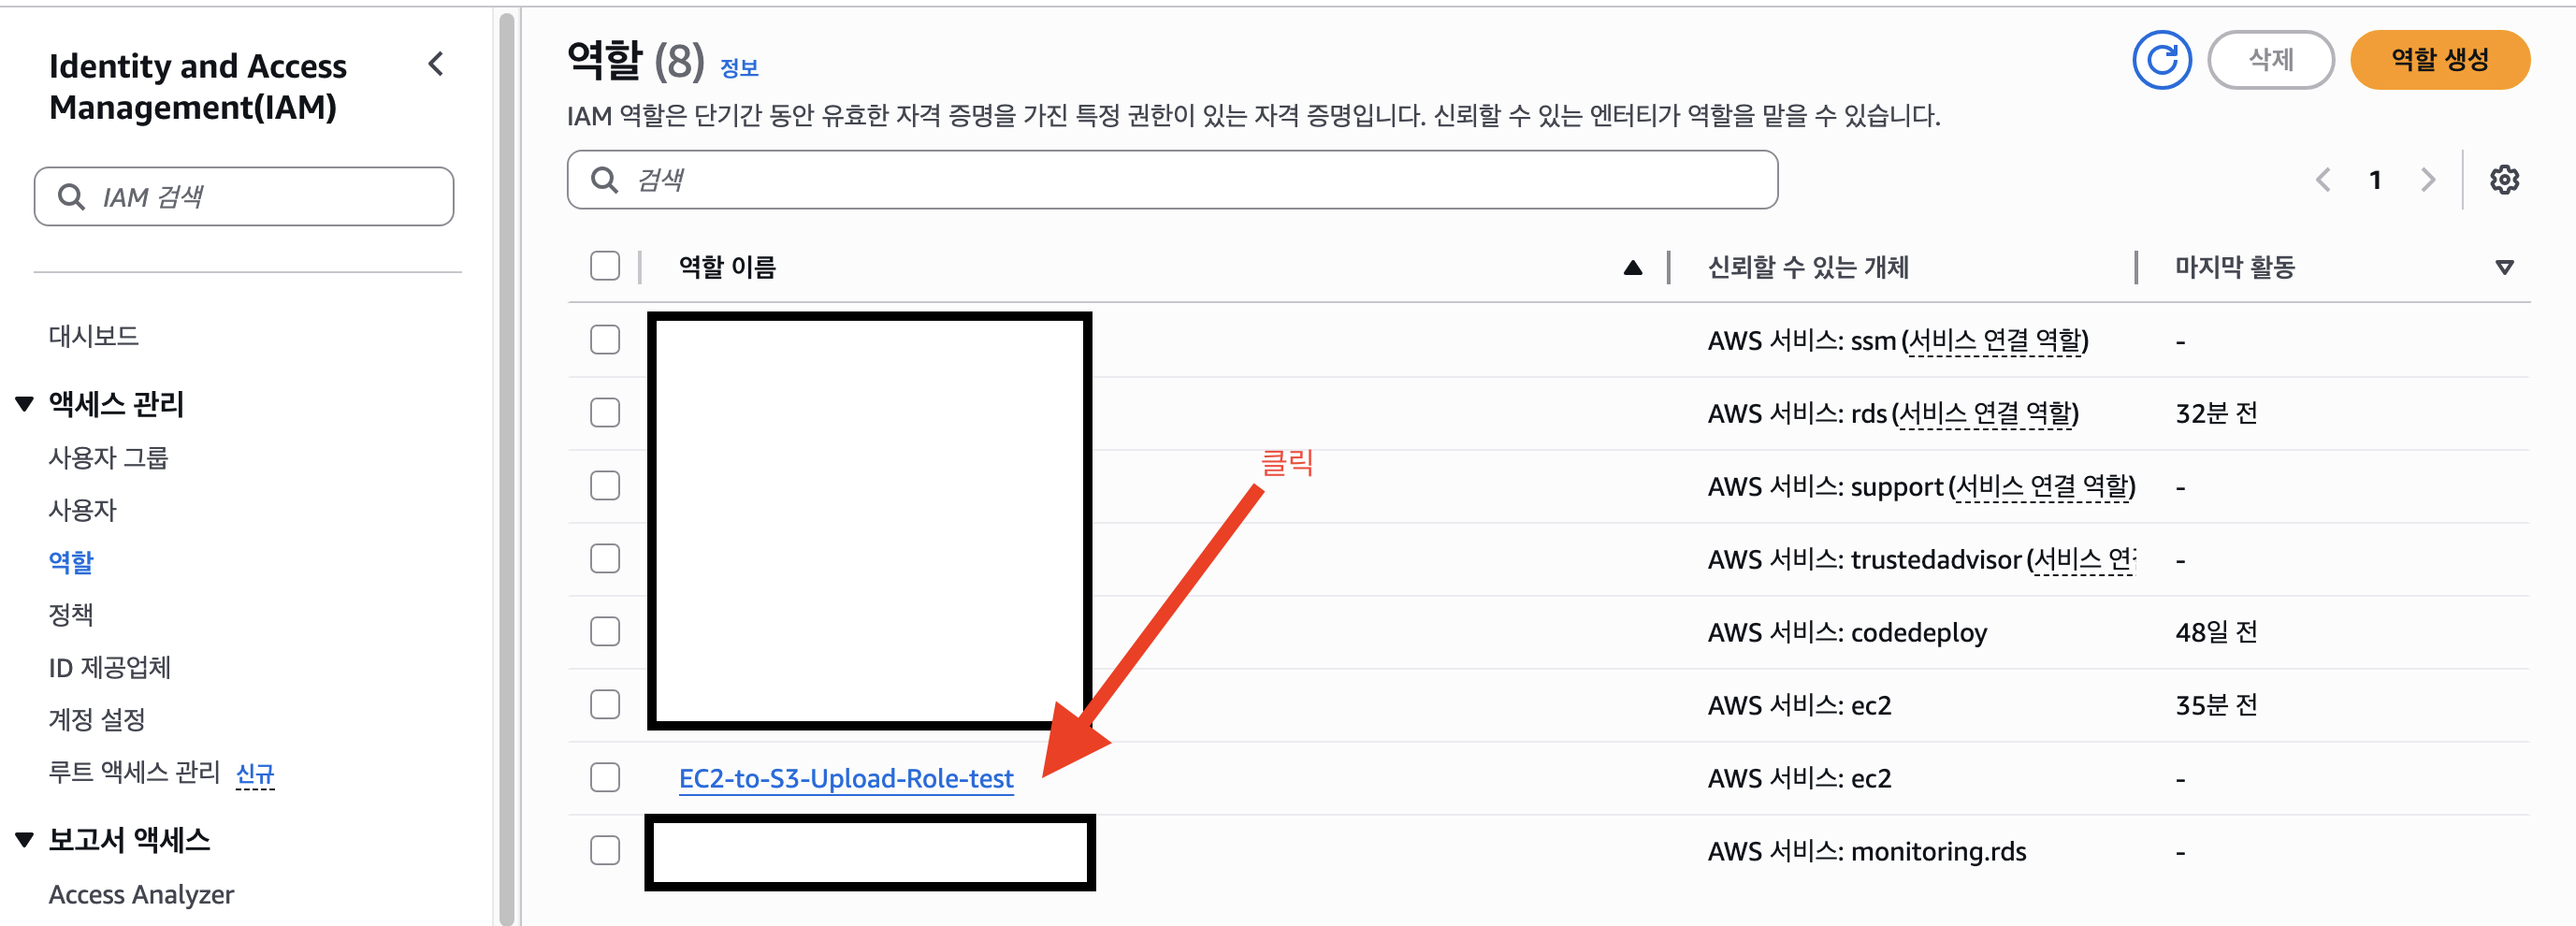 Identity and Access
Management(IAM)
IAM 검색
대시보드
액세스 관리
사용자 그룹
사용자
역할
정책
ID 제공업체
계정 설정
루트 액세스 관리 신규
보고서 액세스
Access Analyzer
역할 (8) 정보
삭제
역할 생성
IAM 역할은 단기간 동안 유효한 자격 증명을 가진 특정 권한이 있는 자격 증명입니다. 신뢰할 수 있는 엔터티가 역할을 맡을 수 있습니다.
검색
1
역할 이름 신뢰할 수 있는 개체 마지막 활동
AWS 서비스: ssm (서비스 연결 역할) -
AWS 서비스: rds (서비스 연결 역할) 32분 전
클릭
AWS 서비스: support (서비스 연결 역할) -
AWS 서비스: trustedadvisor (서비스 -
AWS 서비스: codedeploy 48일 전
AWS 서비스: ec2 35분 전
EC2-to-S3-Upload-Role-test AWS 서비스: ec2 -
AWS 서비스: monitoring.rds -